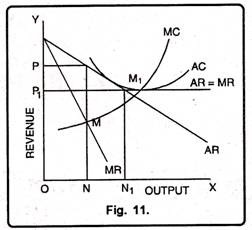 Y
MC
M₁
AC
P
P₁
AR = MR
REVENUE
M
MR
AR
O N N₁ OUTPUT X
Fig. 11.